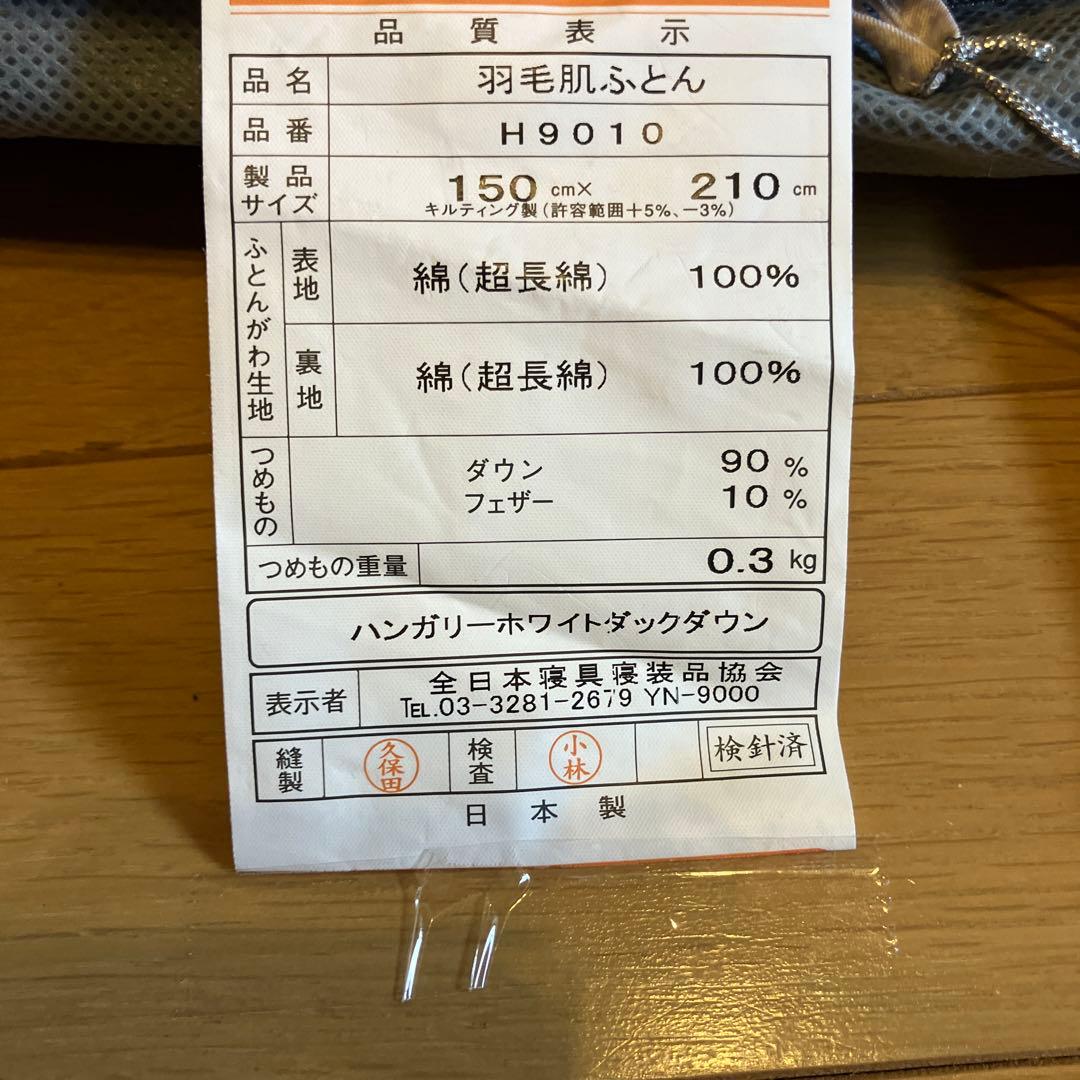 品質表示
品名 羽毛肌ふとん
品番 H9010
製品サイズ 150cm× 210cm
キルティング製(許容範囲+5%、-3%)
ふとんがわ生地
表地 綿(超長綿) 100%
裏地 綿(超長綿) 100%
つめもの
ダウン 90%
フェザー 10%
つめもの重量 0.3kg
ハンガリーホワイトダックダウン
表示者 全日本寝具寝装品協会
TEL.03-3281-2679 YN-9000
縫製 久保田 検査 小林 検針済
日本製